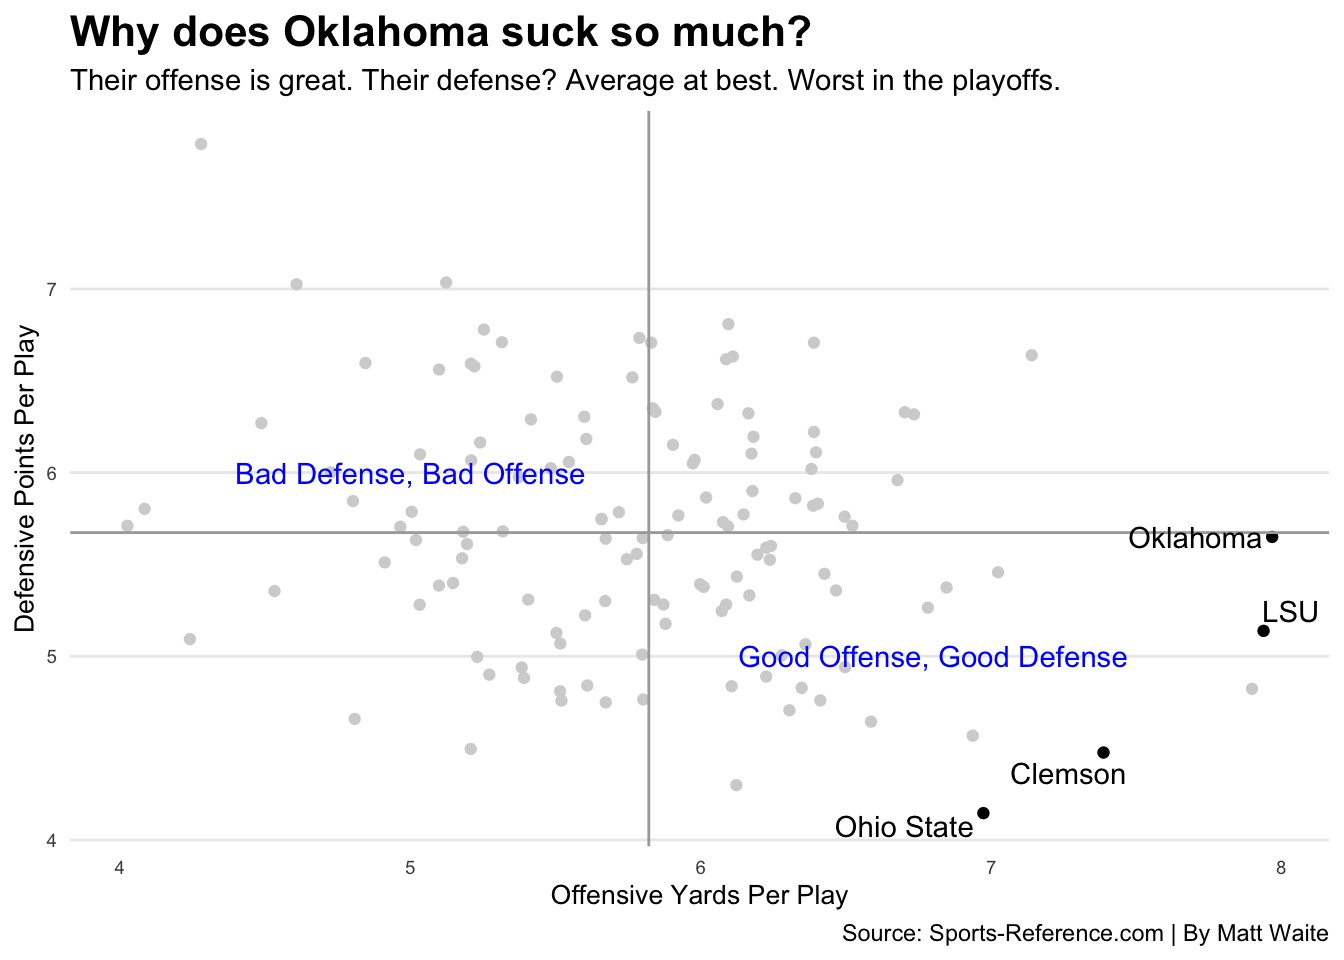 Why does Oklahoma suck so much?
Their offense is great. Their defense? Average at best. Worst in the playoffs.
Defensive Points Per Play
7
6
5
4
Bad Defense, Bad Offense
Oklahoma
LSU
Good Offense, Good Defense
Clemson
Ohio State
4
5
6
7
8
Offensive Yards Per Play
Source: Sports-Reference.com | By Matt Waite